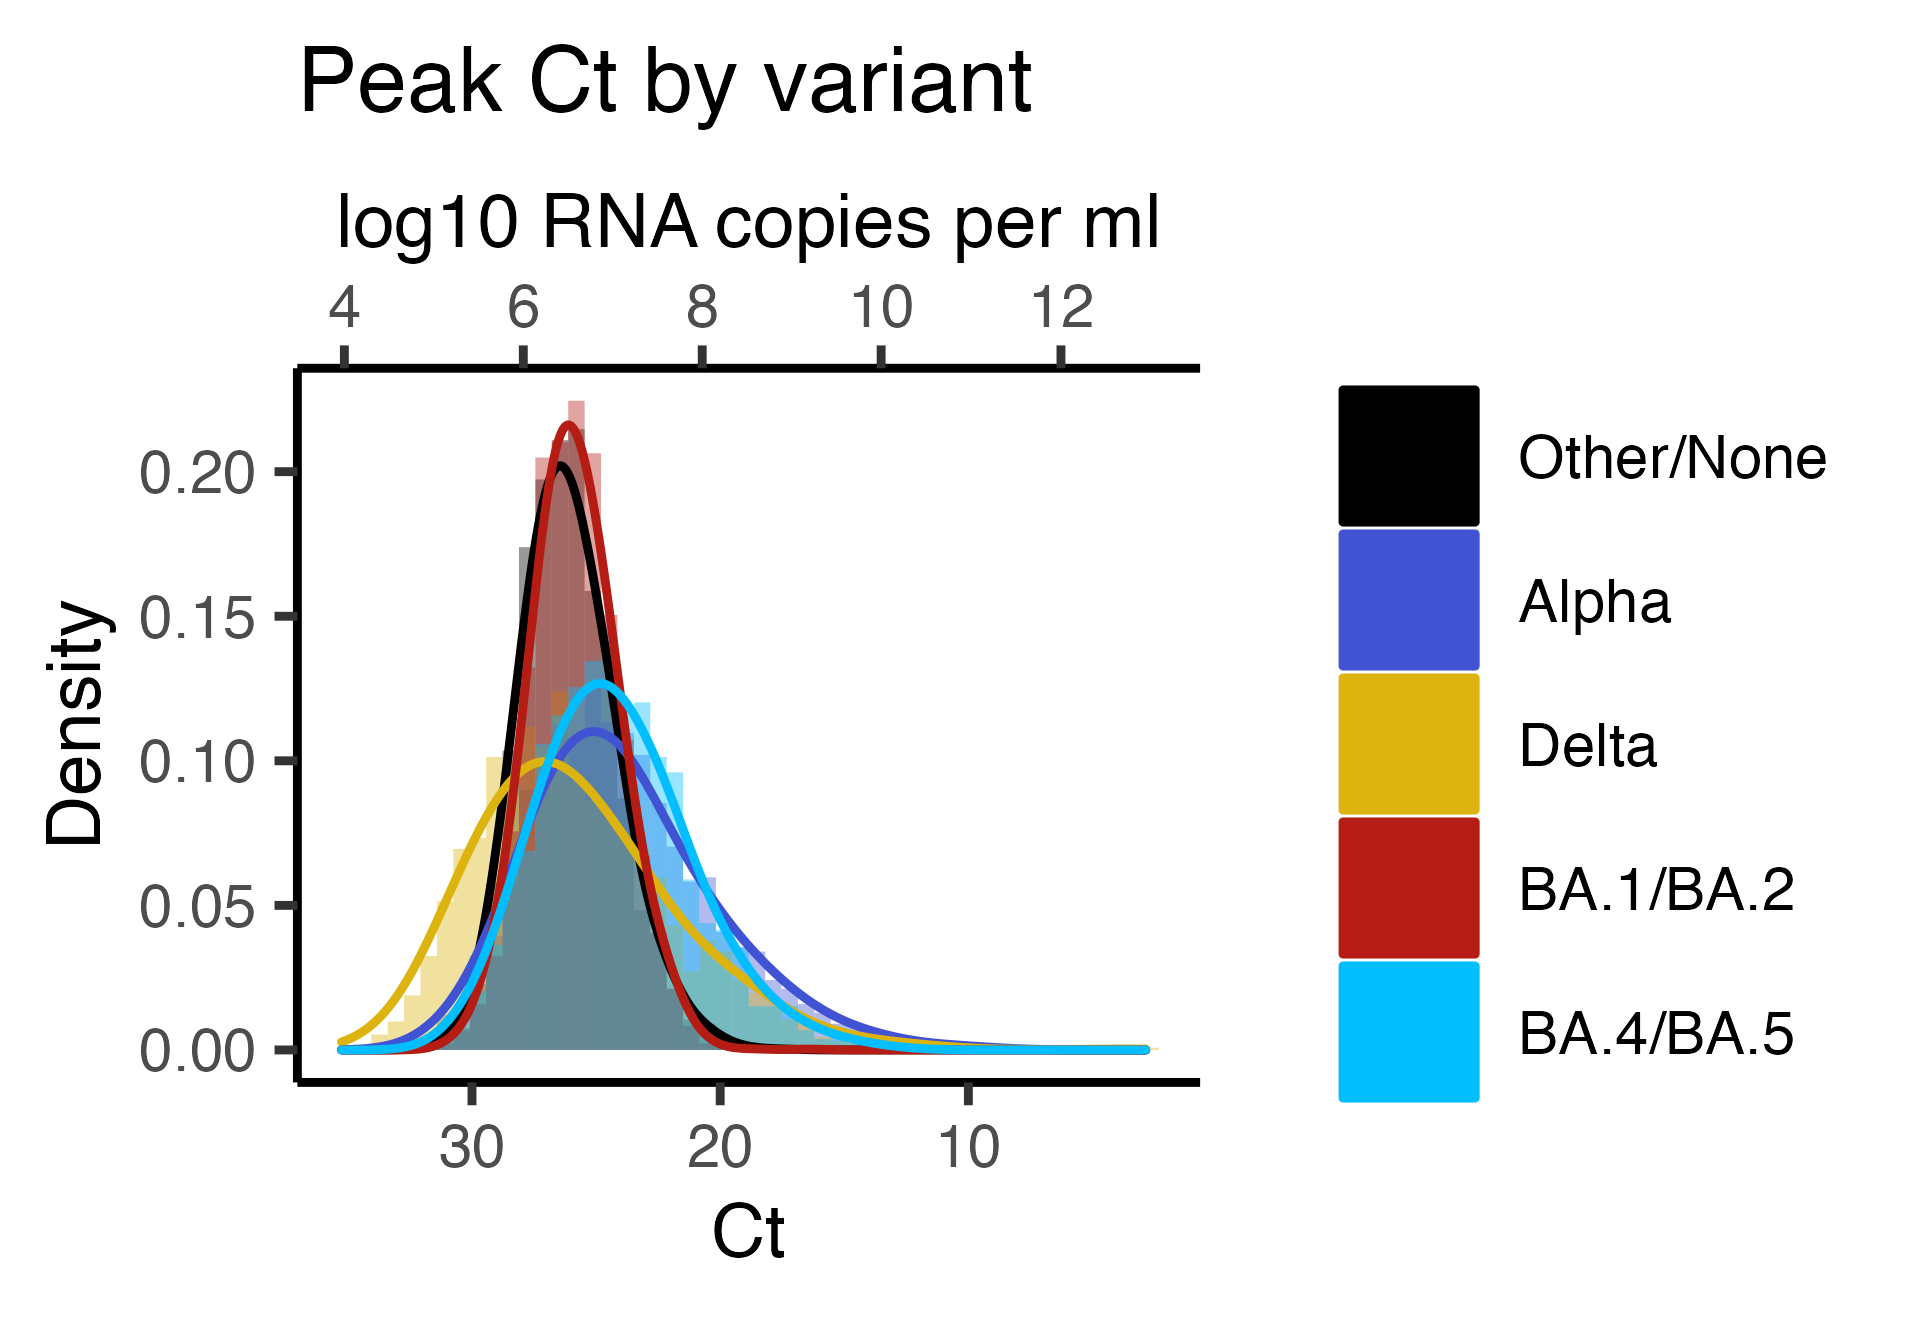 Peak Ct by variant
log10 RNA copies per ml
4 6 8 10 12
0.20
0.15
0.10
0.05
0.00
Density
30 20 10
Ct
Other/None
Alpha
Delta
BA.1/BA.2
BA.4/BA.5